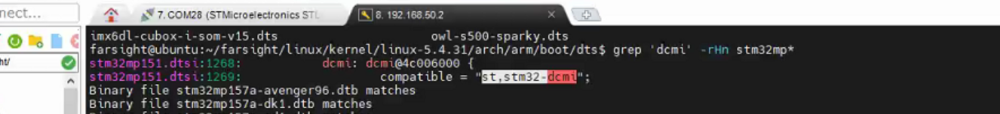 nect...
7. COM28 (STMicroelectronics STL
8. 192.168.50.2
ht/
imx6dl-cubox-i-som-v15.dts owl-s500-sparky.dts
farsight@ubuntu:~/farsight/linux/kernel/linux-5.4.31/arch/arm/boot/dts$ grep 'dcmi' -rHn stm32mp*
stm32mp151.dtsi:1268: dcmi: dcmi@4c006000 {
stm32mp151.dtsi:1269: compatible = "st,stm32-dcmi";
Binary file stm32mp157a-avenger96.dtb matches
Binary file stm32mp157a-dk1.dtb matches